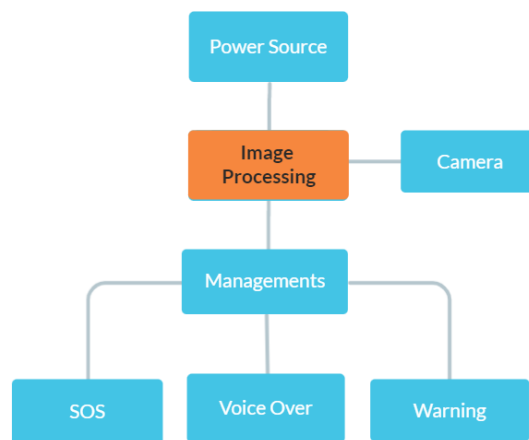 Power Source
Image
Processing
Camera
Managements
SOS
Voice Over
Warning